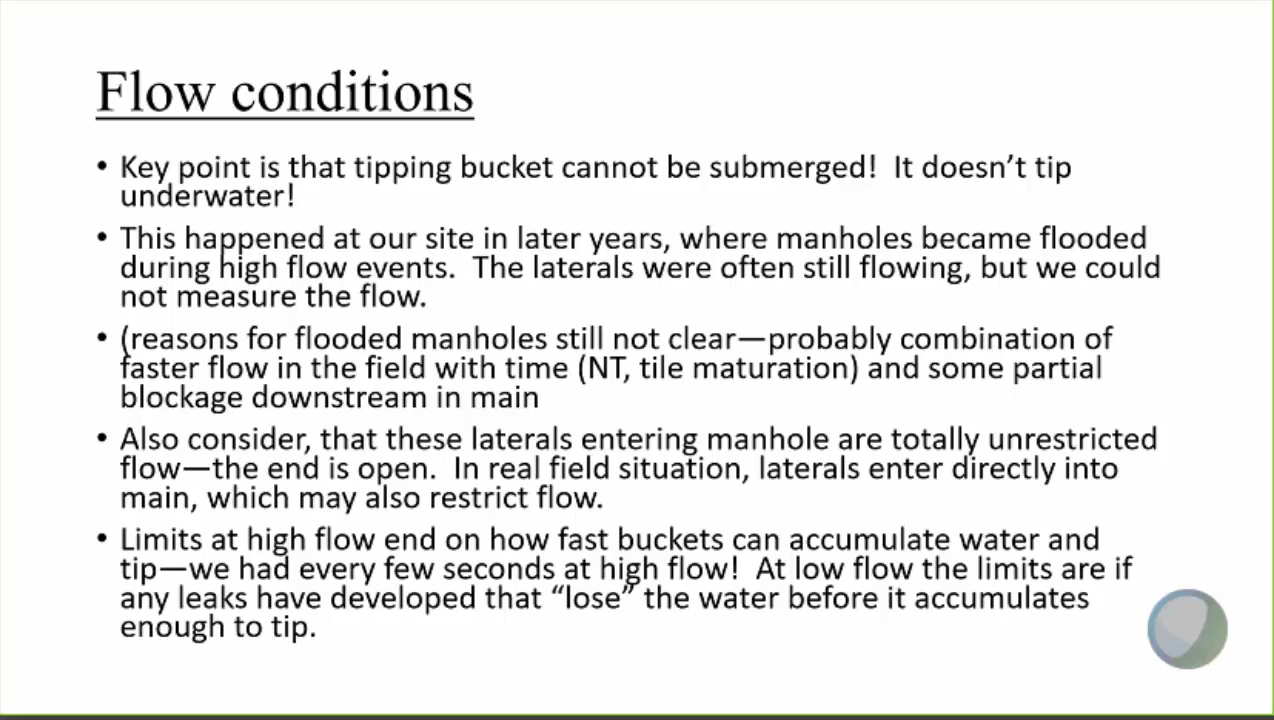 Flow conditions
• Key point is that tipping bucket cannot be submerged!  It doesn’t tip
underwater!
• This happened at our site in later years, where manholes became flooded
during high flow events.  The laterals were often still flowing, but we could
not measure the flow.
• (reasons for flooded manholes still not clear—probably combination of
faster flow in the field with time (NT, tile maturation) and some partial
blockage downstream in main
• Also consider, that these laterals entering manhole are totally unrestricted
flow—the end is open.  In real field situation, laterals enter directly into
main, which may also restrict flow.
• Limits at high flow end on how fast buckets can accumulate water and
tip—we had every few seconds at high flow!  At low flow the limits are if
any leaks have developed that “lose” the water before it accumulates
enough to tip.